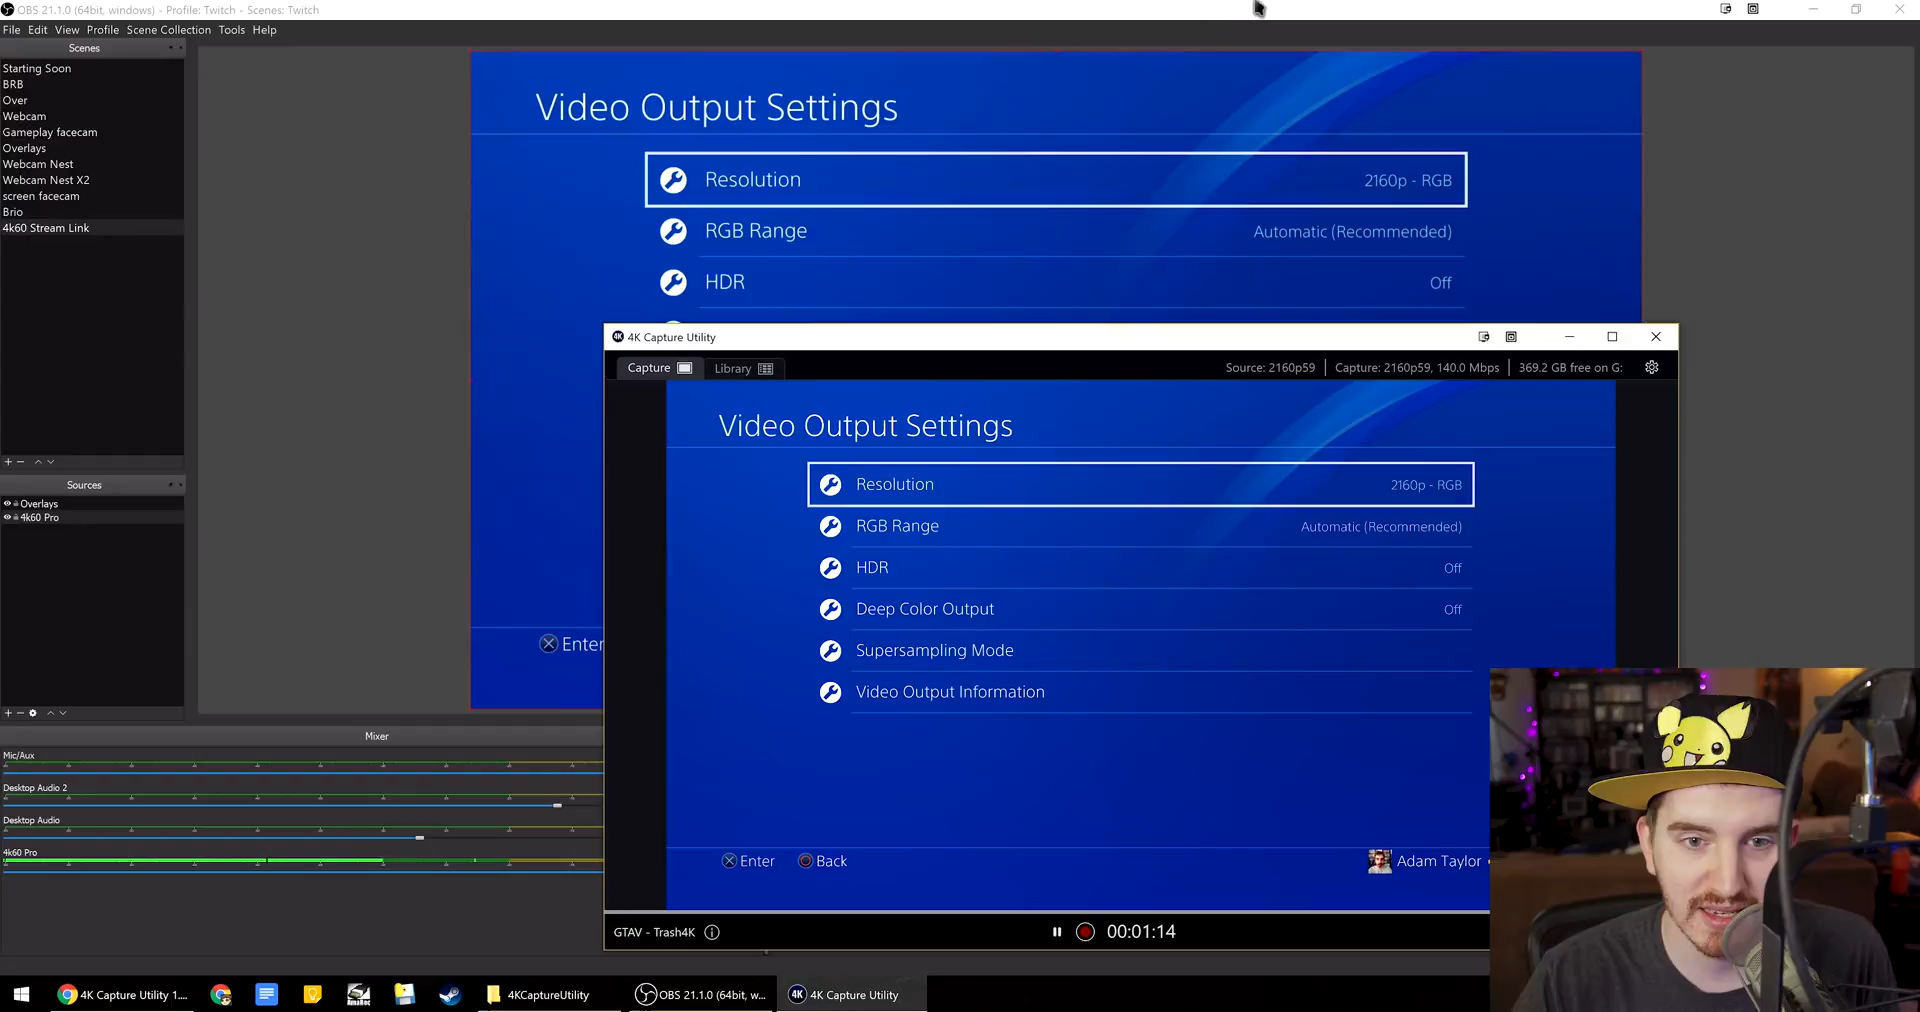 OBS 21.1.0 (64bit, windows) - Profile: Twitch - Scenes: Twitch
File Edit View Profile Scene Collection Tools Help
Scenes
Starting Soon
BRB
Over
Webcam
Gameplay facecam
Overlays
Webcam Nest
Webcam Nest X2
screen facecam
Brio
4k60 Stream Link
Sources
Overlays
4k60 Pro
Mixer
Mic/Aux
Desktop Audio 2
Desktop Audio
4k60 Pro
Video Output Settings
Resolution 2160p - RGB
RGB Range Automatic (Recommended)
HDR Off
Enter
4K Capture Utility
Capture Library Source: 2160p59 Capture: 2160p59, 140.0 Mbps 369.2 GB free on G:
Video Output Settings
Resolution 2160p - RGB
RGB Range Automatic (Recommended)
HDR Off
Deep Color Output Off
Supersampling Mode
Video Output Information
Enter Back Adam Taylor
GTAV - Trash4K 00:01:14
4K Capture Utility 1... 4KCaptureUtility OBS 21.1.0 (64bit, w... 4K 4K Capture Utility